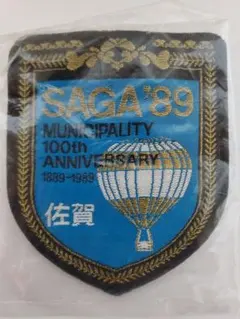 SAGA'89
MUNICIPALITY
100th
ANNIVERSARY
1889-1989
佐賀